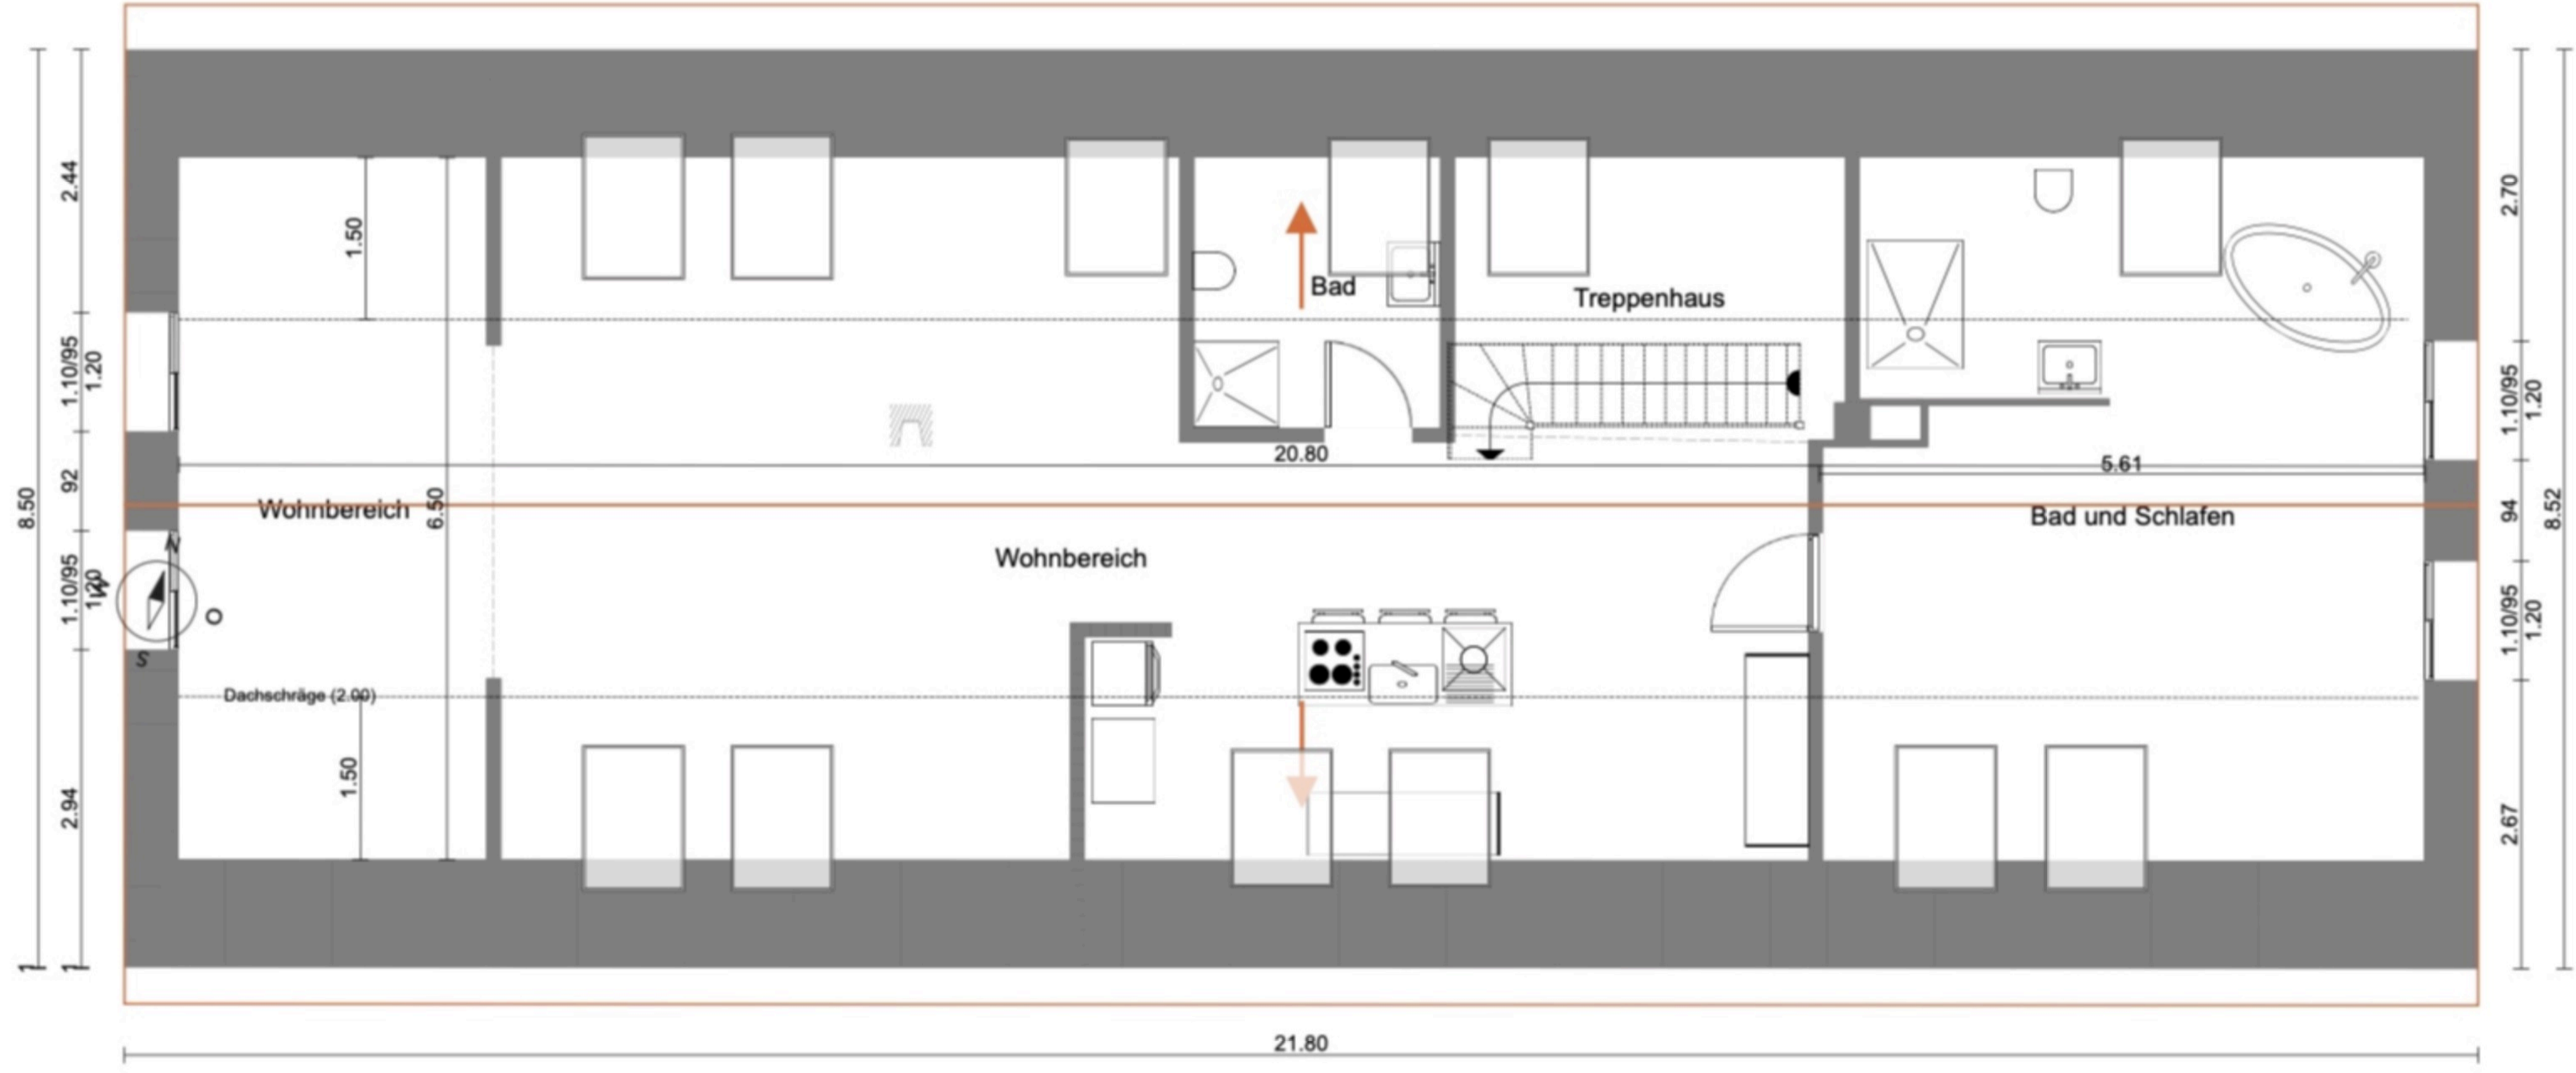 2.44
1.50
2.70
Bad
Treppenhaus
1.10/95
1.20
1.10/95
1.20
20.80
5.61
92
8.50
6.50
Wohnbereich
Bad und Schlafen
94
8.52
N
Wohnbereich
1.10/95
1.20
W
O
S
1.10/95
1.20
Dachschräge (2.00)
1.50
2.94
2.67
1
1
21.80